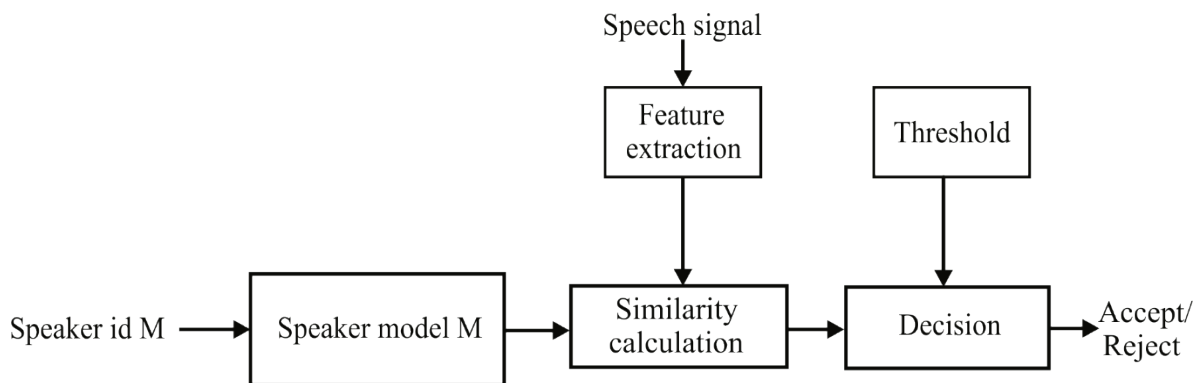 Speech signal
Feature
extraction
Threshold
Speaker id M
Speaker model M
Similarity
calculation
Decision
Accept/
Reject